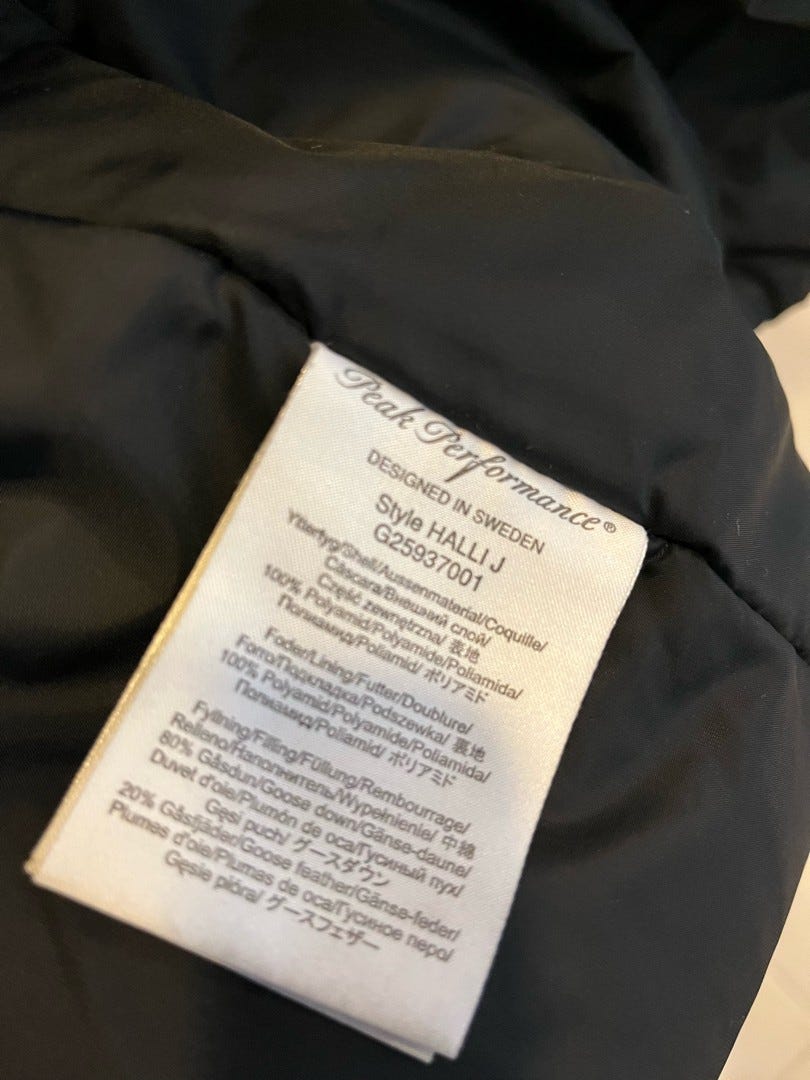 Peak Performance®
DESIGNED IN SWEDEN
Style HALLI J
G25937001
Yttertyg/Shell/Aussenmaterial/Coquille/
Cáscara/Внешний слой/
Część zewnętrzna/ 表地
100% Polyamid/Polyamide/Poliamida/
Полиамид/Poliamid/ ポリアミド
Foder/Lining/Futter/Doublure/
Forro/Подкладка/Podszewka/ 裏地
100% Polyamid/Polyamide/Poliamida/
Полиамид/Poliamid/ ポリアミド
Fyllning/Filling/Füllung/Rembourrage/
Relleno/Наполнитель/Wypełnienie/ 中綿
80% Gåsdun/Goose down/Gänse-daune/
Duvet d'oie/Plumón de oca/Гусиный пух/
Gęsi puch/ グースダウン
20% Gåsfjäder/Goose feather/Gänse-feder/
Plumes d'oie/Plumas de oca/Гусиное перо/
Gęsie pióra/ グースフェザー